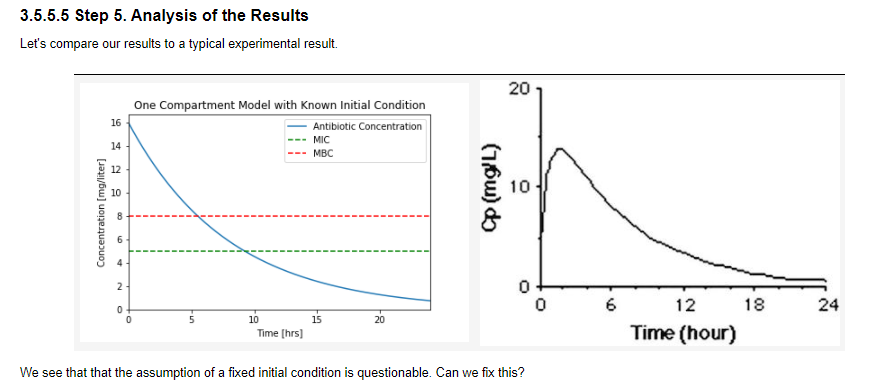 3.5.5.5 Step 5. Analysis of the Results
Let's compare our results to a typical experimental result.
One Compartment Model with Known Initial Condition
16
14
12
10
8
6
4
2
0
Concentration [mg/liter]
Antibiotic Concentration
MIC
MBC
0 5 10 15 20
Time [hrs]
20
10
0
Cp (mg/L)
0 6 12 18 24
Time (hour)
We see that that the assumption of a fixed initial condition is questionable. Can we fix this?